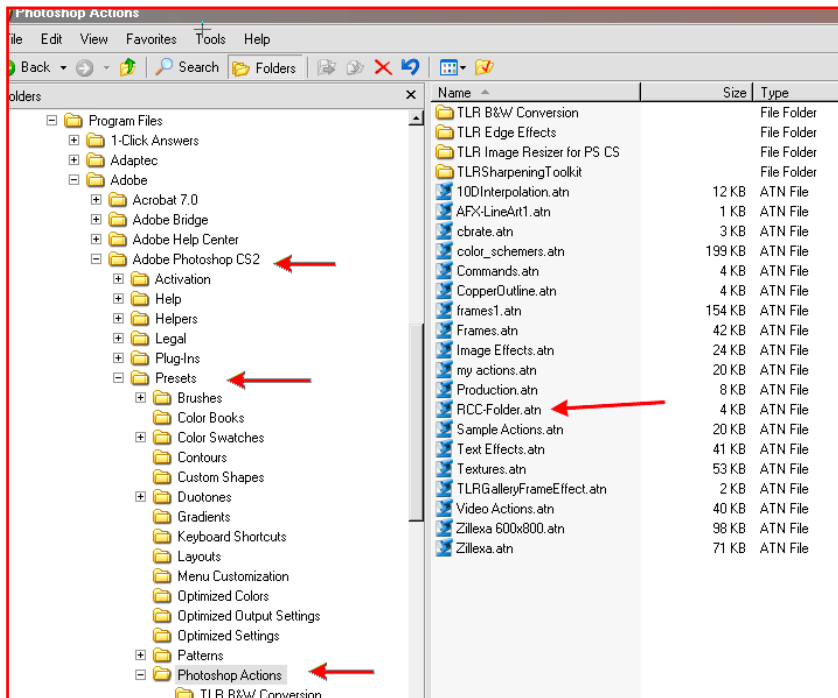 Photoshop Actions
File Edit View Favorites Tools Help
Back Search Folders
Folders
Program Files
1-Click Answers
Adaptec
Adobe
Acrobat 7.0
Adobe Bridge
Adobe Help Center
Adobe Photoshop CS2
Activation
Help
Helpers
Legal
Plug-Ins
Presets
Brushes
Color Books
Color Swatches
Contours
Custom Shapes
Duotones
Gradients
Keyboard Shortcuts
Layouts
Menu Customization
Optimized Colors
Optimized Output Settings
Optimized Settings
Patterns
Photoshop Actions
TLR B&W Conversion
Name Size Type
TLR B&W Conversion File Folder
TLR Edge Effects File Folder
TLR Image Resizer for PS CS File Folder
TLRSharpeningToolkit File Folder
10DInterpolation.atn 12 KB ATN File
AFX-LineArt1.atn 1 KB ATN File
cbrate.atn 3 KB ATN File
color_schemers.atn 199 KB ATN File
Commands.atn 4 KB ATN File
CopperOutline.atn 4 KB ATN File
frames1.atn 154 KB ATN File
Frames.atn 42 KB ATN File
Image Effects.atn 24 KB ATN File
my actions.atn 20 KB ATN File
Production.atn 8 KB ATN File
RCC-Folder.atn 4 KB ATN File
Sample Actions.atn 20 KB ATN File
Text Effects.atn 41 KB ATN File
Textures.atn 53 KB ATN File
TLRGalleryFrameEffect.atn 2 KB ATN File
Video Actions.atn 40 KB ATN File
Zillexa 600x800.atn 98 KB ATN File
Zillexa.atn 71 KB ATN File